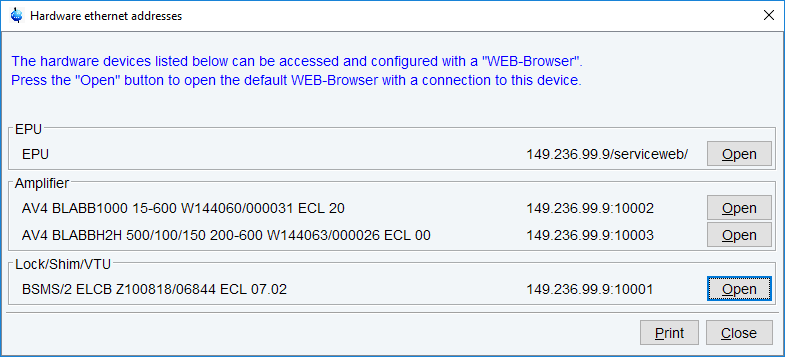 Hardware ethernet addresses
The hardware devices listed below can be accessed and configured with a "WEB-Browser".
Press the "Open" button to open the default WEB-Browser with a connection to this device.
EPU
EPU 149.236.99.9/serviceweb/ Open
Amplifier
AV4 BLABB1000 15-600 W144060/000031 ECL 20 149.236.99.9:10002 Open
AV4 BLABBH2H 500/100/150 200-600 W144063/000026 ECL 00 149.236.99.9:10003 Open
Lock/Shim/VTU
BSMS/2 ELCB Z100818/06844 ECL 07.02 149.236.99.9:10001 Open
Print Close